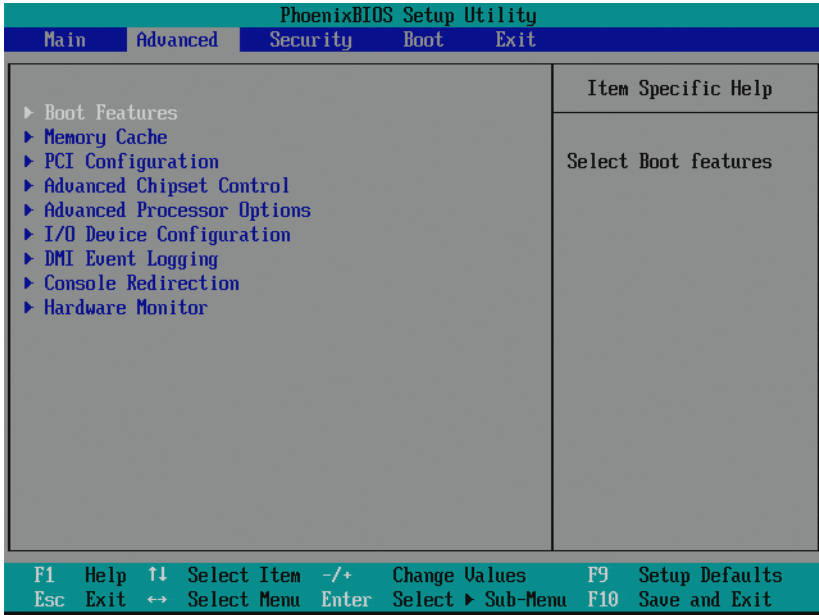 PhoenixBIOS Setup Utility
Main Advanced Security Boot Exit
Item Specific Help
▶ Boot Features
▶ Memory Cache
▶ PCI Configuration
▶ Advanced Chipset Control
▶ Advanced Processor Options
▶ I/O Device Configuration
▶ DMI Event Logging
▶ Console Redirection
▶ Hardware Monitor
Select Boot features
F1 Help ↑↓ Select Item -/+ Change Values F9 Setup Defaults
Esc Exit ↔ Select Menu Enter Select ▶ Sub-Menu F10 Save and Exit